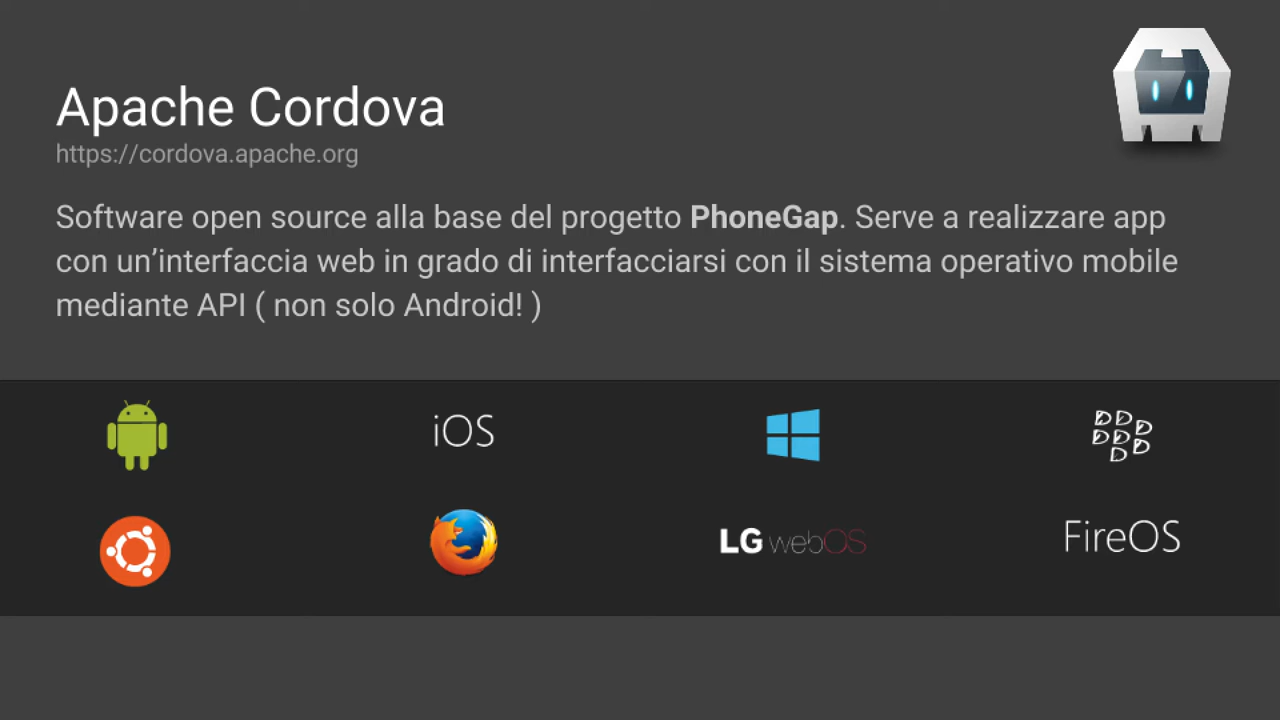 Apache Cordova
https://cordova.apache.org
Software open source alla base del progetto PhoneGap. Serve a realizzare app
con un’interfaccia web in grado di interfacciarsi con il sistema operativo mobile
mediante API ( non solo Android! )
iOS
LG webOS
FireOS